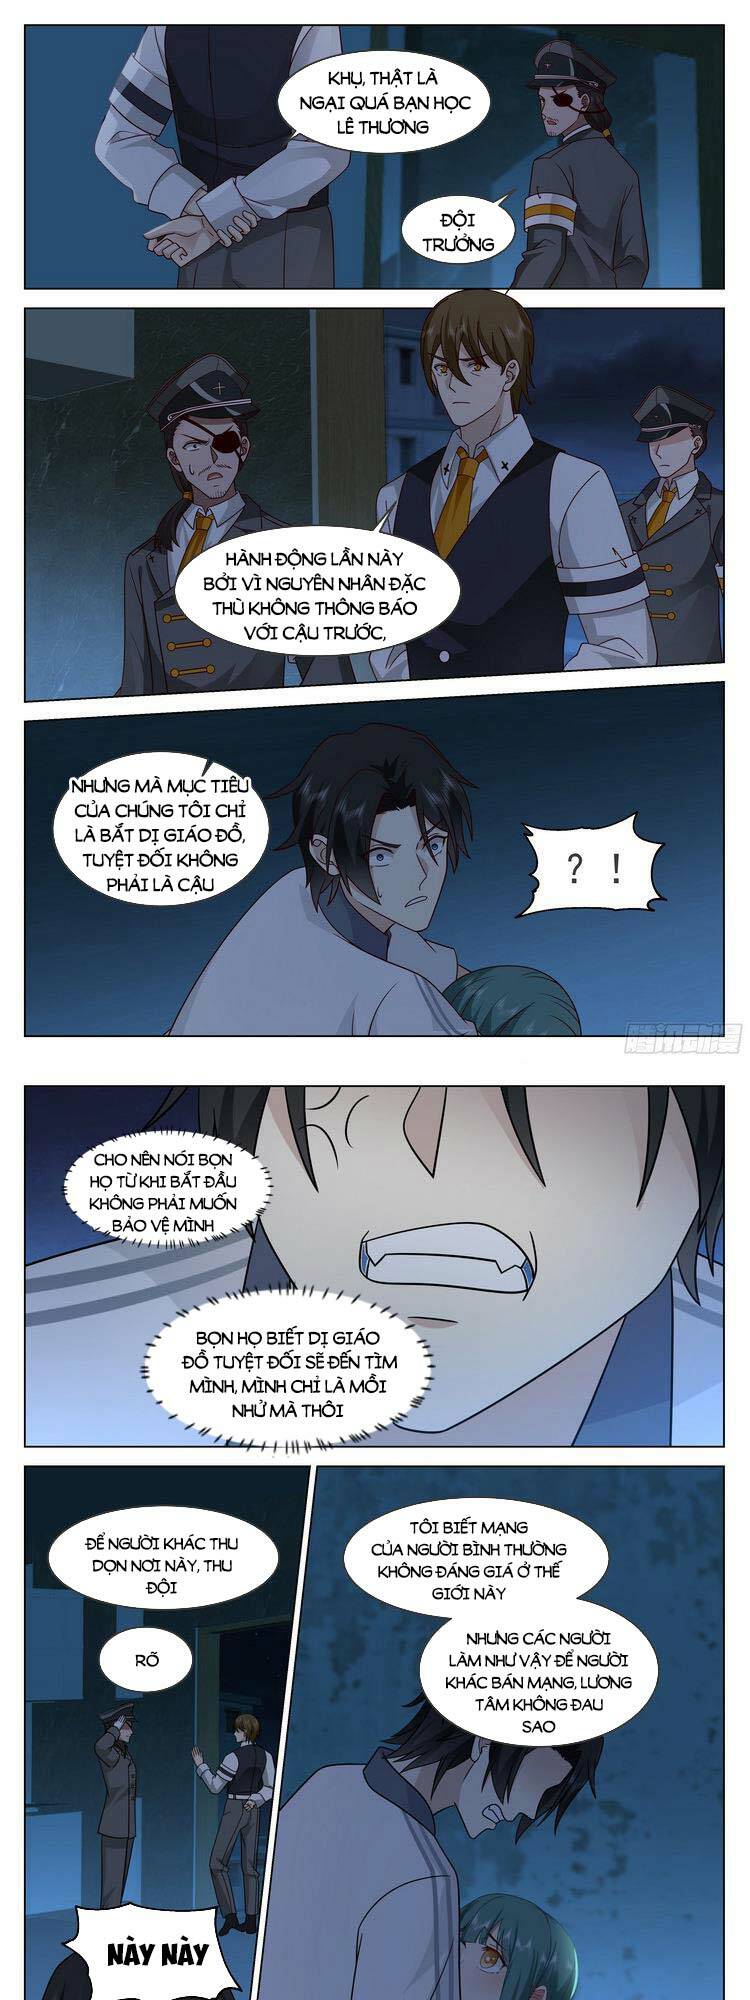 KHỤ, THẬT LÀ
NGẠI QUÁ BẠN HỌC
LÊ THƯƠNG
ĐỘI
TRƯỞNG
HÀNH ĐỘNG LẦN NÀY
BỞI VÌ NGUYÊN NHÂN ĐẶC
THÙ KHÔNG THÔNG BÁO
VỚI CẬU TRƯỚC,
NHƯNG MÀ MỤC TIÊU
CỦA CHÚNG TÔI CHỈ
LÀ BẮT DỊ GIÁO ĐỒ,
TUYỆT ĐỐI KHÔNG
PHẢI LÀ CẬU
? !
腾讯动漫
CHO NÊN NÓI BỌN
HỌ TỪ KHI BẮT ĐẦU
KHÔNG PHẢI MUỐN
BẢO VỆ MÌNH
BỌN HỌ BIẾT DỊ GIÁO
ĐỒ TUYỆT ĐỐI SẼ ĐẾN TÌM
MÌNH, MÌNH CHỈ LÀ MỒI
NHỬ MÀ THÔI
ĐỂ NGƯỜI KHÁC THU
DỌN NƠI NÀY, THU
ĐỘI
RÕ
TÔI BIẾT MẠNG
CỦA NGƯỜI BÌNH THƯỜNG
KHÔNG ĐÁNG GIÁ Ở THẾ
GIỚI NÀY
NHƯNG CÁC NGƯỜI
LÀM NHƯ VẬY ĐỂ NGƯỜI
KHÁC BÁN MẠNG, LƯƠNG
TÂM KHÔNG ĐAU
SAO
NÀY NÀY